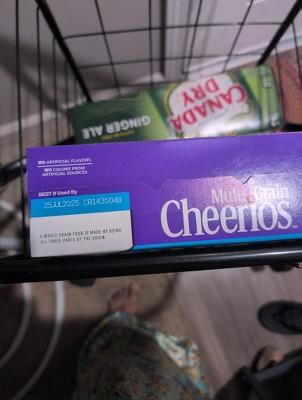 CANADA
DRY
GINGER ALE
NO ARTIFICIAL FLAVORS
NO COLORS FROM
ARTIFICIAL SOURCES
BEST If Used By
25JUL2025 CR143504B
A WHOLE GRAIN FOOD IS MADE BY USING
ALL THREE PARTS OF THE GRAIN.
Multi Grain
Cheerios